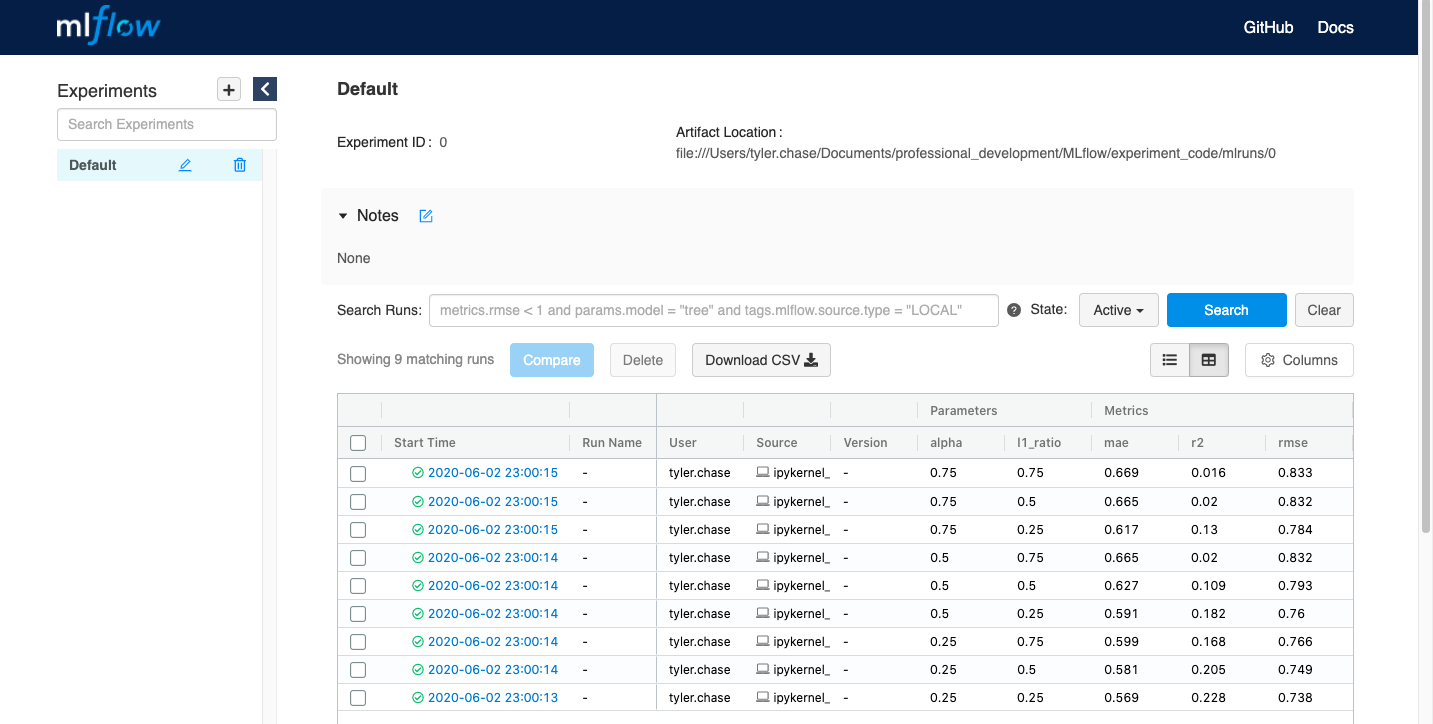 mlflow GitHub Docs
Experiments +
Search Experiments
Default
Default
Experiment ID : 0
Artifact Location :
file:///Users/tyler.chase/Documents/professional_development/MLflow/experiment_code/mlruns/0
Notes
None
Search Runs: metrics.rmse < 1 and params.model = "tree" and tags.mlflow.source.type = "LOCAL" ? State: Active Search Clear
Showing 9 matching runs Compare Delete Download CSV Columns
Parameters Metrics
Start Time Run Name User Source Version alpha l1_ratio mae r2 rmse
2020-06-02 23:00:15 - tyler.chase ipykernel_ - 0.75 0.75 0.669 0.016 0.833
2020-06-02 23:00:15 - tyler.chase ipykernel_ - 0.75 0.5 0.665 0.02 0.832
2020-06-02 23:00:15 - tyler.chase ipykernel_ - 0.75 0.25 0.617 0.13 0.784
2020-06-02 23:00:14 - tyler.chase ipykernel_ - 0.5 0.75 0.665 0.02 0.832
2020-06-02 23:00:14 - tyler.chase ipykernel_ - 0.5 0.5 0.627 0.109 0.793
2020-06-02 23:00:14 - tyler.chase ipykernel_ - 0.5 0.25 0.591 0.182 0.76
2020-06-02 23:00:14 - tyler.chase ipykernel_ - 0.25 0.75 0.599 0.168 0.766
2020-06-02 23:00:14 - tyler.chase ipykernel_ - 0.25 0.5 0.581 0.205 0.749
2020-06-02 23:00:13 - tyler.chase ipykernel_ - 0.25 0.25 0.569 0.228 0.738